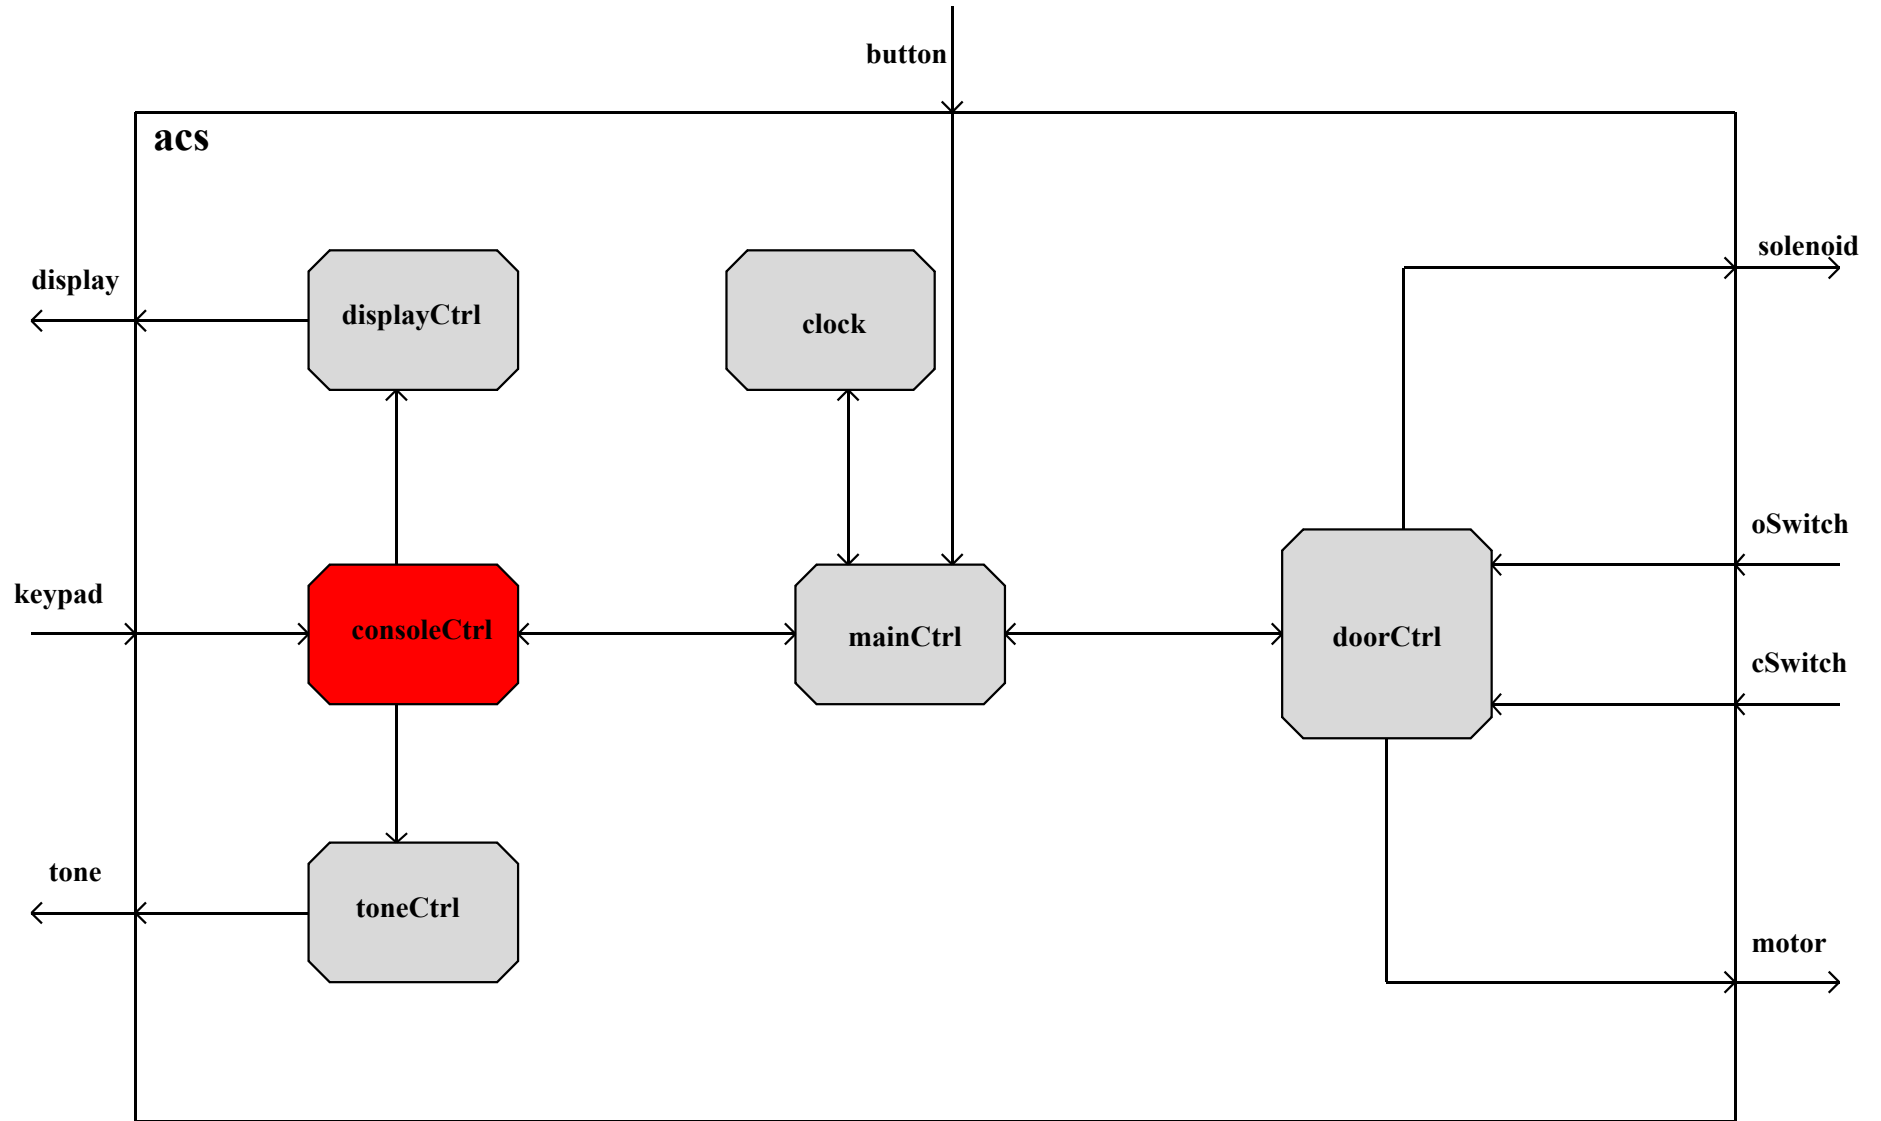 button
acs
solenoid
display
displayCtrl
clock
oSwitch
keypad
consoleCtrl
mainCtrl
doorCtrl
cSwitch
tone
toneCtrl
motor